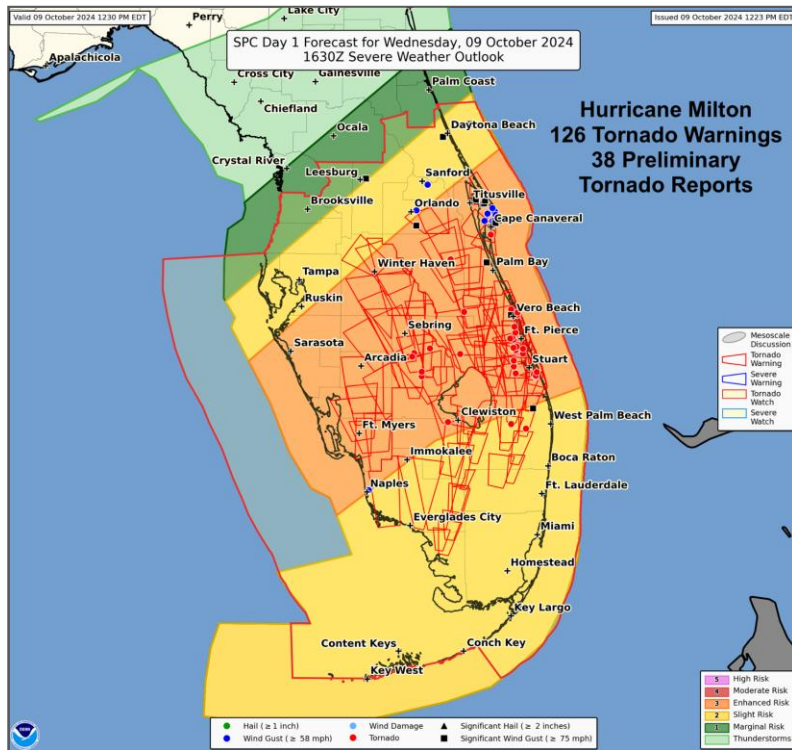 Valid 09 October 2024 1230 PM EDT
Issued 09 October 2024 1223 PM EDT
SPC Day 1 Forecast for Wednesday, 09 October 2024
1630Z Severe Weather Outlook
Hurricane Milton
126 Tornado Warnings
38 Preliminary
Tornado Reports
Perry
Lake City
Apalachicola
Cross City
Gainesville
Palm Coast
Chiefland
Ocala
Daytona Beach
Crystal River
Leesburg
Sanford
Brooksville
Orlando
Titusville
Cape Canaveral
Tampa
Winter Haven
Palm Bay
Ruskin
Vero Beach
Sebring
Ft. Pierce
Sarasota
Arcadia
Stuart
Clewiston
West Palm Beach
Ft. Myers
Immokalee
Boca Raton
Naples
Ft. Lauderdale
Everglades City
Miami
Homestead
Key Largo
Content Keys
Conch Key
Key West
Mesoscale
Discussion
Tornado
Warning
Severe
Warning
Tornado
Watch
Severe
Watch
5 High Risk
4 Moderate Risk
3 Enhanced Risk
2 Slight Risk
1 Marginal Risk
Thunderstorms
Hail (≥ 1 inch)
Wind Damage
Significant Hail (≥ 2 inches)
Wind Gust (≥ 58 mph)
Tornado
Significant Wind Gust (≥ 75 mph)